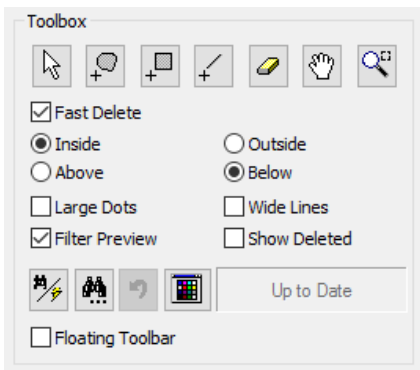 Toolbox
Fast Delete
Inside Outside
Above Below
Large Dots Wide Lines
Filter Preview Show Deleted
Up to Date
Floating Toolbar